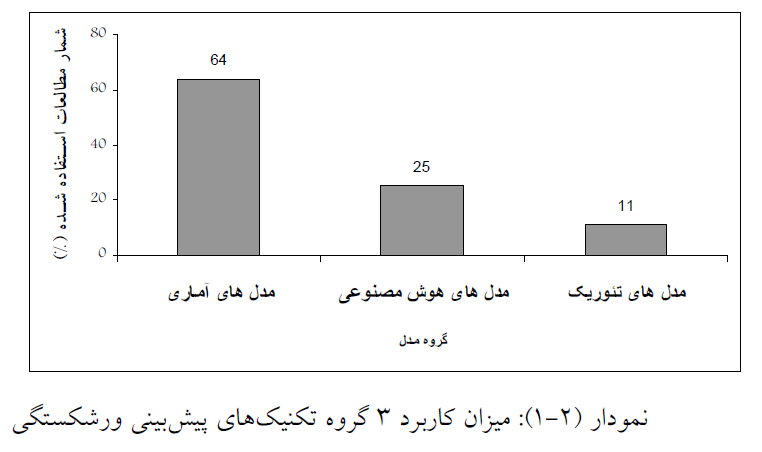 شمار مطالعات استفاده شده (%)
80
60
40
20
0
64
25
11
مدل های آماری
مدل های هوش مصنوعی
مدل های تئوریک
گروه مدل
نمودار (۲-۱): میزان کاربرد ۳ گروه تکنیک‌های پیش‌بینی ورشکستگی